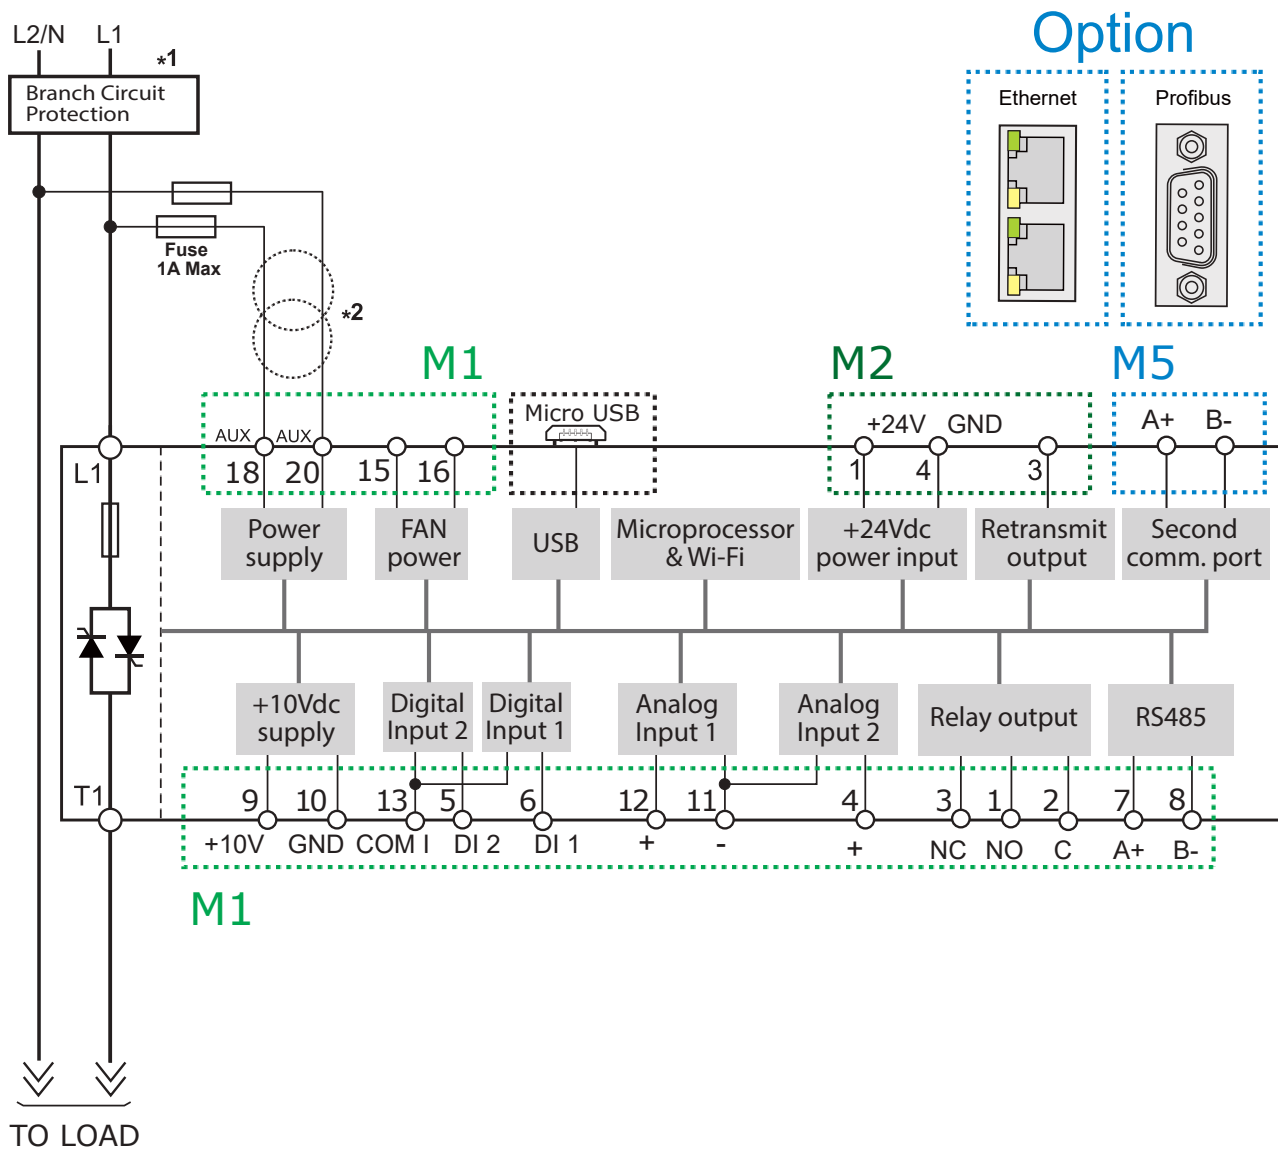 Option
L2/N L1
*1
Branch Circuit
Protection
Ethernet
Profibus
Fuse
1A Max
*2
M1
M2
M5
Micro USB
+24V GND
A+ B-
AUX AUX
L1
18 20 15 16
1 4 3
Power
supply
FAN
power
USB
Microprocessor
& Wi-Fi
+24Vdc
power input
Retransmit
output
Second
comm. port
+10Vdc
supply
Digital
Input 2
Digital
Input 1
Analog
Input 1
Analog
Input 2
Relay output
RS485
T1
9 10 13 5 6 12 11 4 3 1 2 7 8
+10V GND COM I DI 2 DI 1 + - + NC NO C A+ B-
M1
TO LOAD